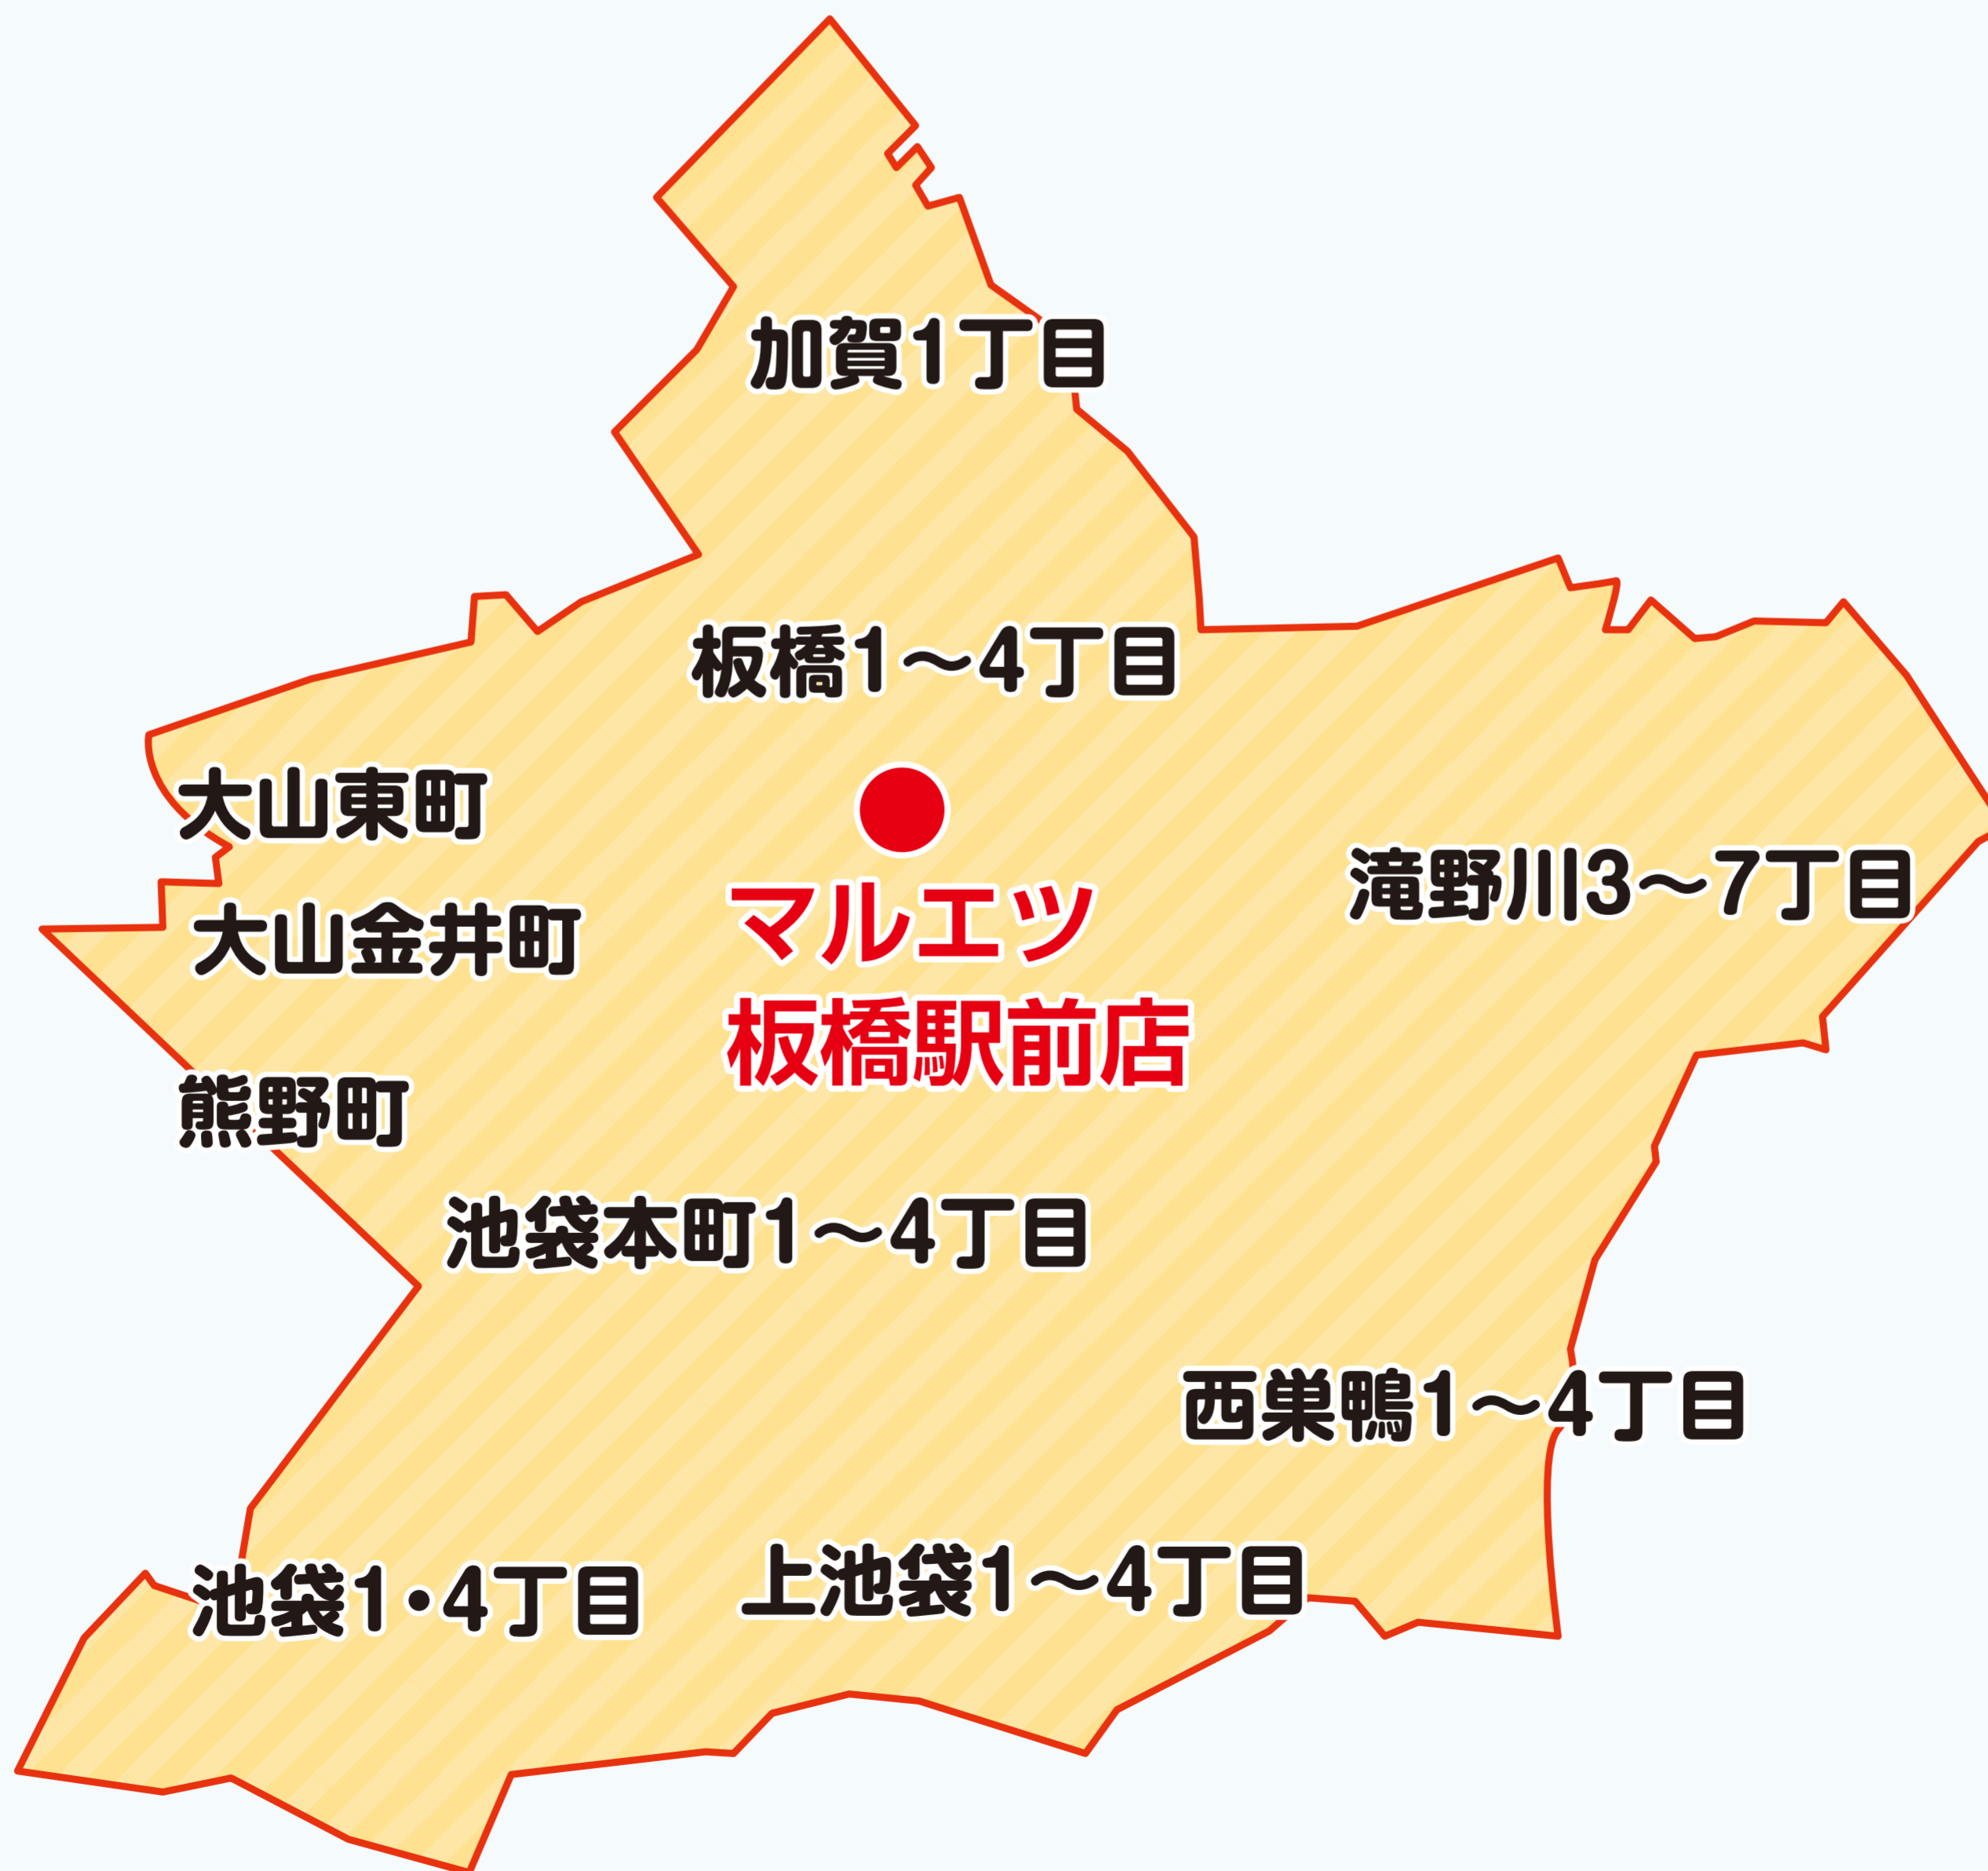 加賀1丁目
板橋1～4丁目
大山東町
滝野川3～7丁目
マルエツ
板橋駅前店
大山金井町
熊野町
池袋本町1～4丁目
西巣鴨1～4丁目
上池袋1～4丁目
池袋1・4丁目